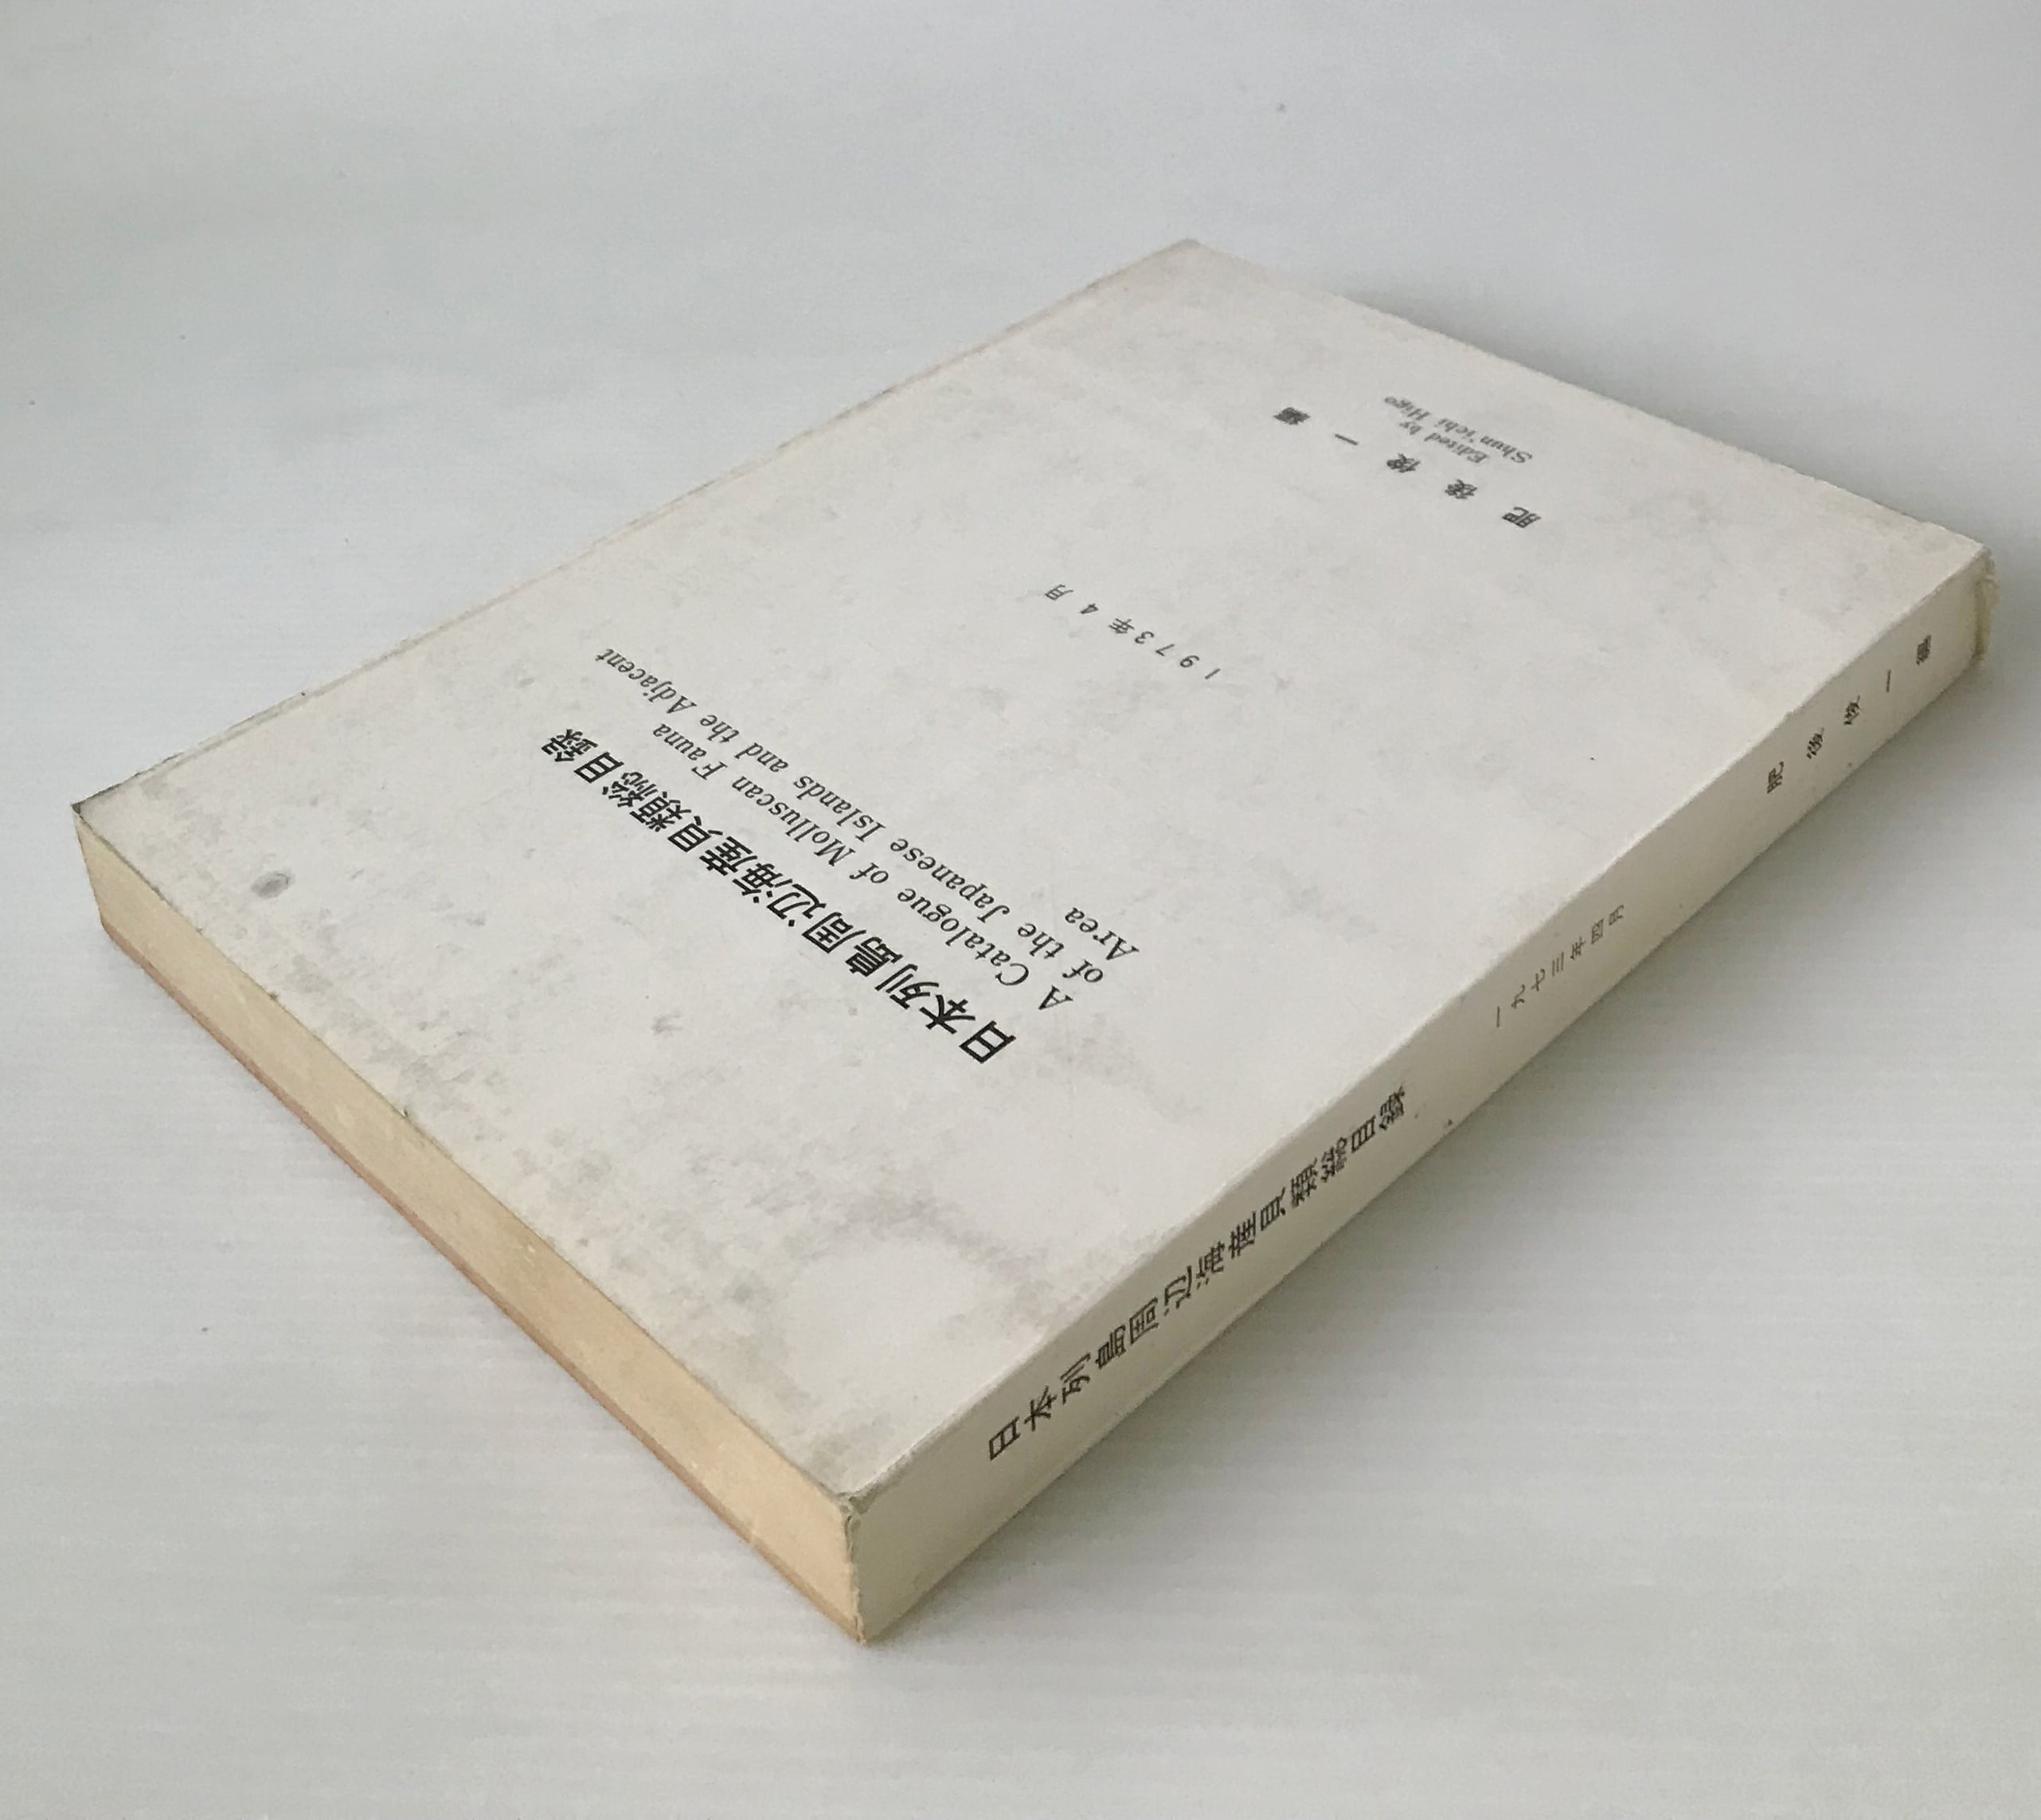 日本列島周辺海産貝類総目録
A Catalogue of Molluscan Fauna
of the Japanese Islands and the Adjacent
Area
1973年4月
肥後俊一編
Edited by
Shun'ichi Higo
日本列島周辺海産貝類総目録
一九七三年四月
肥後俊一編